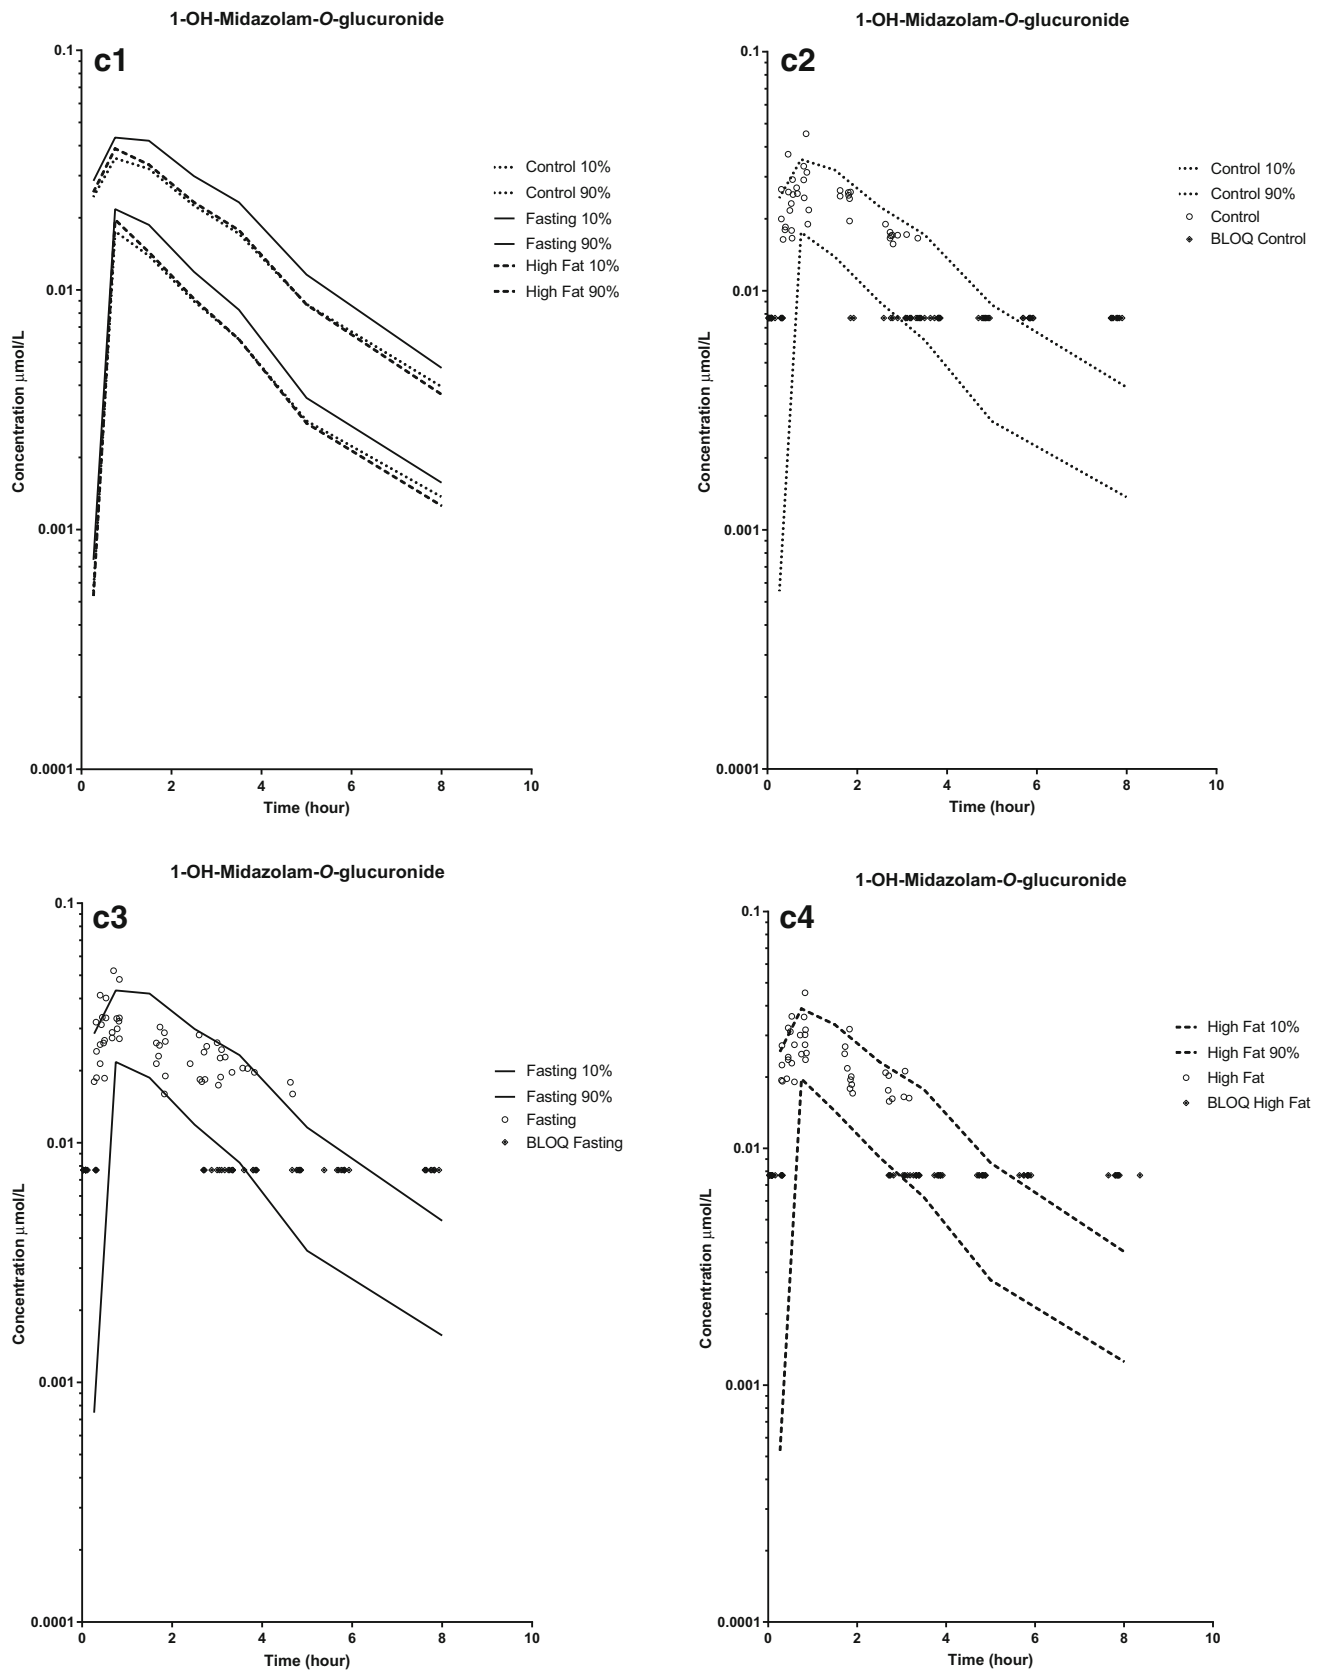 1-OH-Midazolam-O-glucuronide
c1
0.1
0.01
0.001
0.0001
Concentration μmol/L
0 2 4 6 8 10
Time (hour)
Control 10%
Control 90%
Fasting 10%
Fasting 90%
High Fat 10%
High Fat 90%
1-OH-Midazolam-O-glucuronide
c2
0.1
0.01
0.001
0.0001
Concentration μmol/L
0 2 4 6 8 10
Time (hour)
Control 10%
Control 90%
Control
BLOQ Control
1-OH-Midazolam-O-glucuronide
c3
0.1
0.01
0.001
0.0001
Concentration μmol/L
0 2 4 6 8 10
Time (hour)
Fasting 10%
Fasting 90%
Fasting
BLOQ Fasting
1-OH-Midazolam-O-glucuronide
c4
0.1
0.01
0.001
0.0001
Concentration μmol/L
0 2 4 6 8 10
Time (hour)
High Fat 10%
High Fat 90%
High Fat
BLOQ High Fat